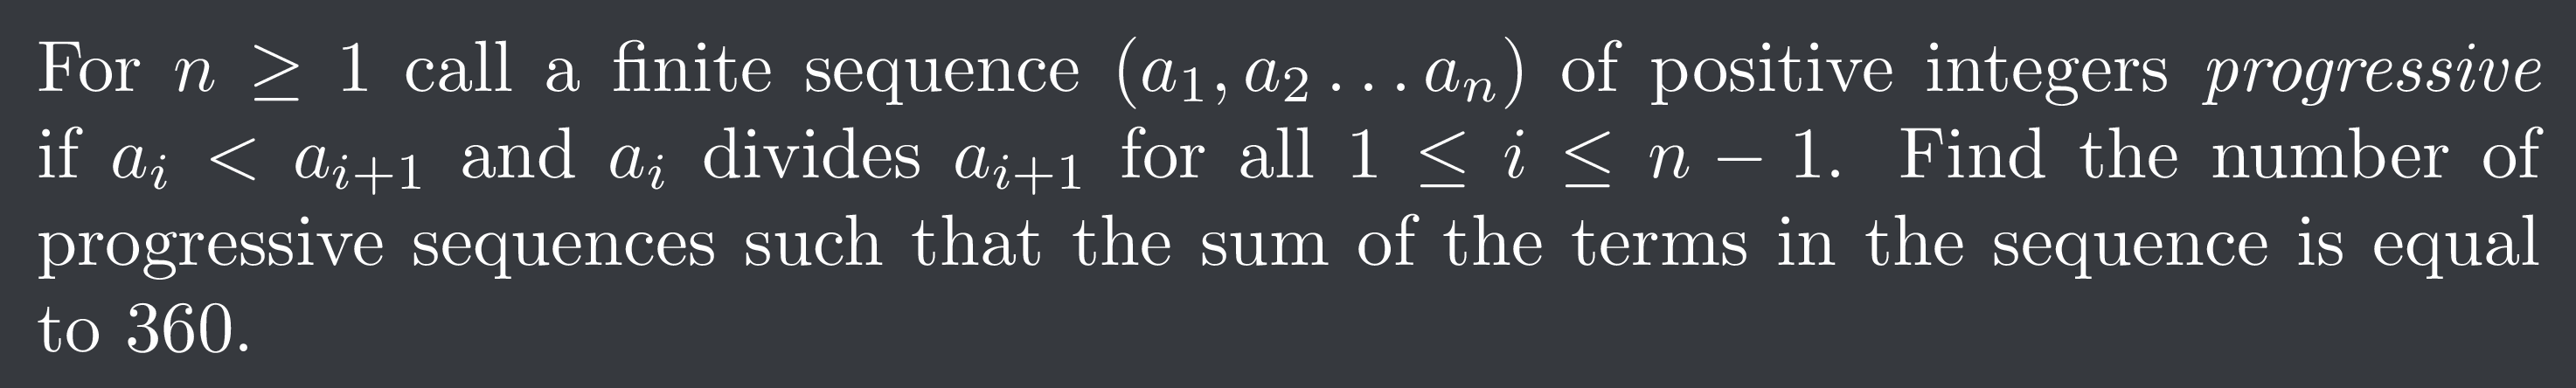 For n ≥ 1 call a finite sequence (a₁, a₂ . . . aₙ) of positive integers progressive
if aᵢ < aᵢ₊₁ and aᵢ divides aᵢ₊₁ for all 1 ≤ i ≤ n − 1. Find the number of
progressive sequences such that the sum of the terms in the sequence is equal
to 360.